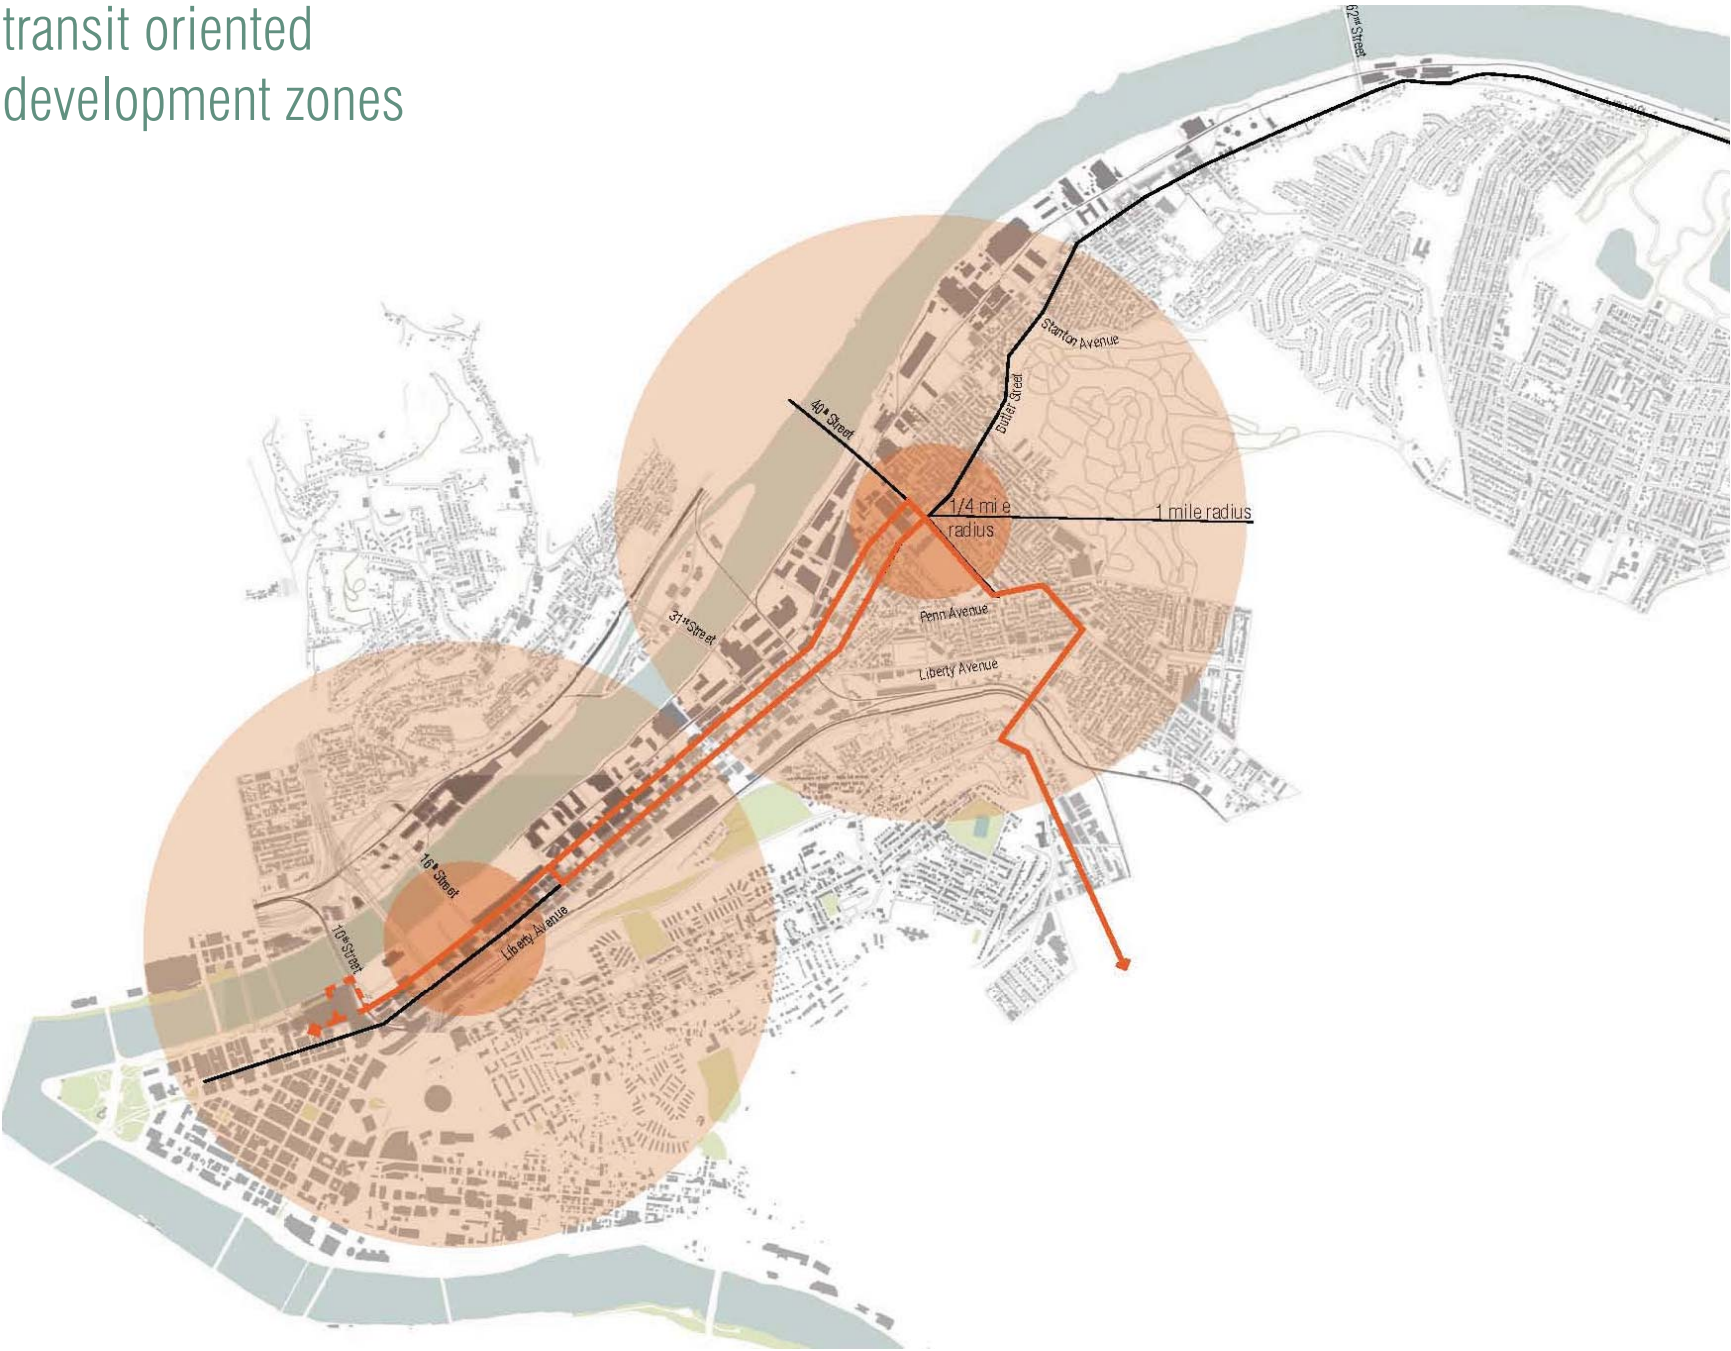 transit oriented
development zones
62nd Street
Stanton Avenue
Butler Street
40th Street
1/4 mi e
radius
1 mile radius
31st Street
Penn Avenue
Liberty Avenue
16th Street
Liberty Avenue
10th Street